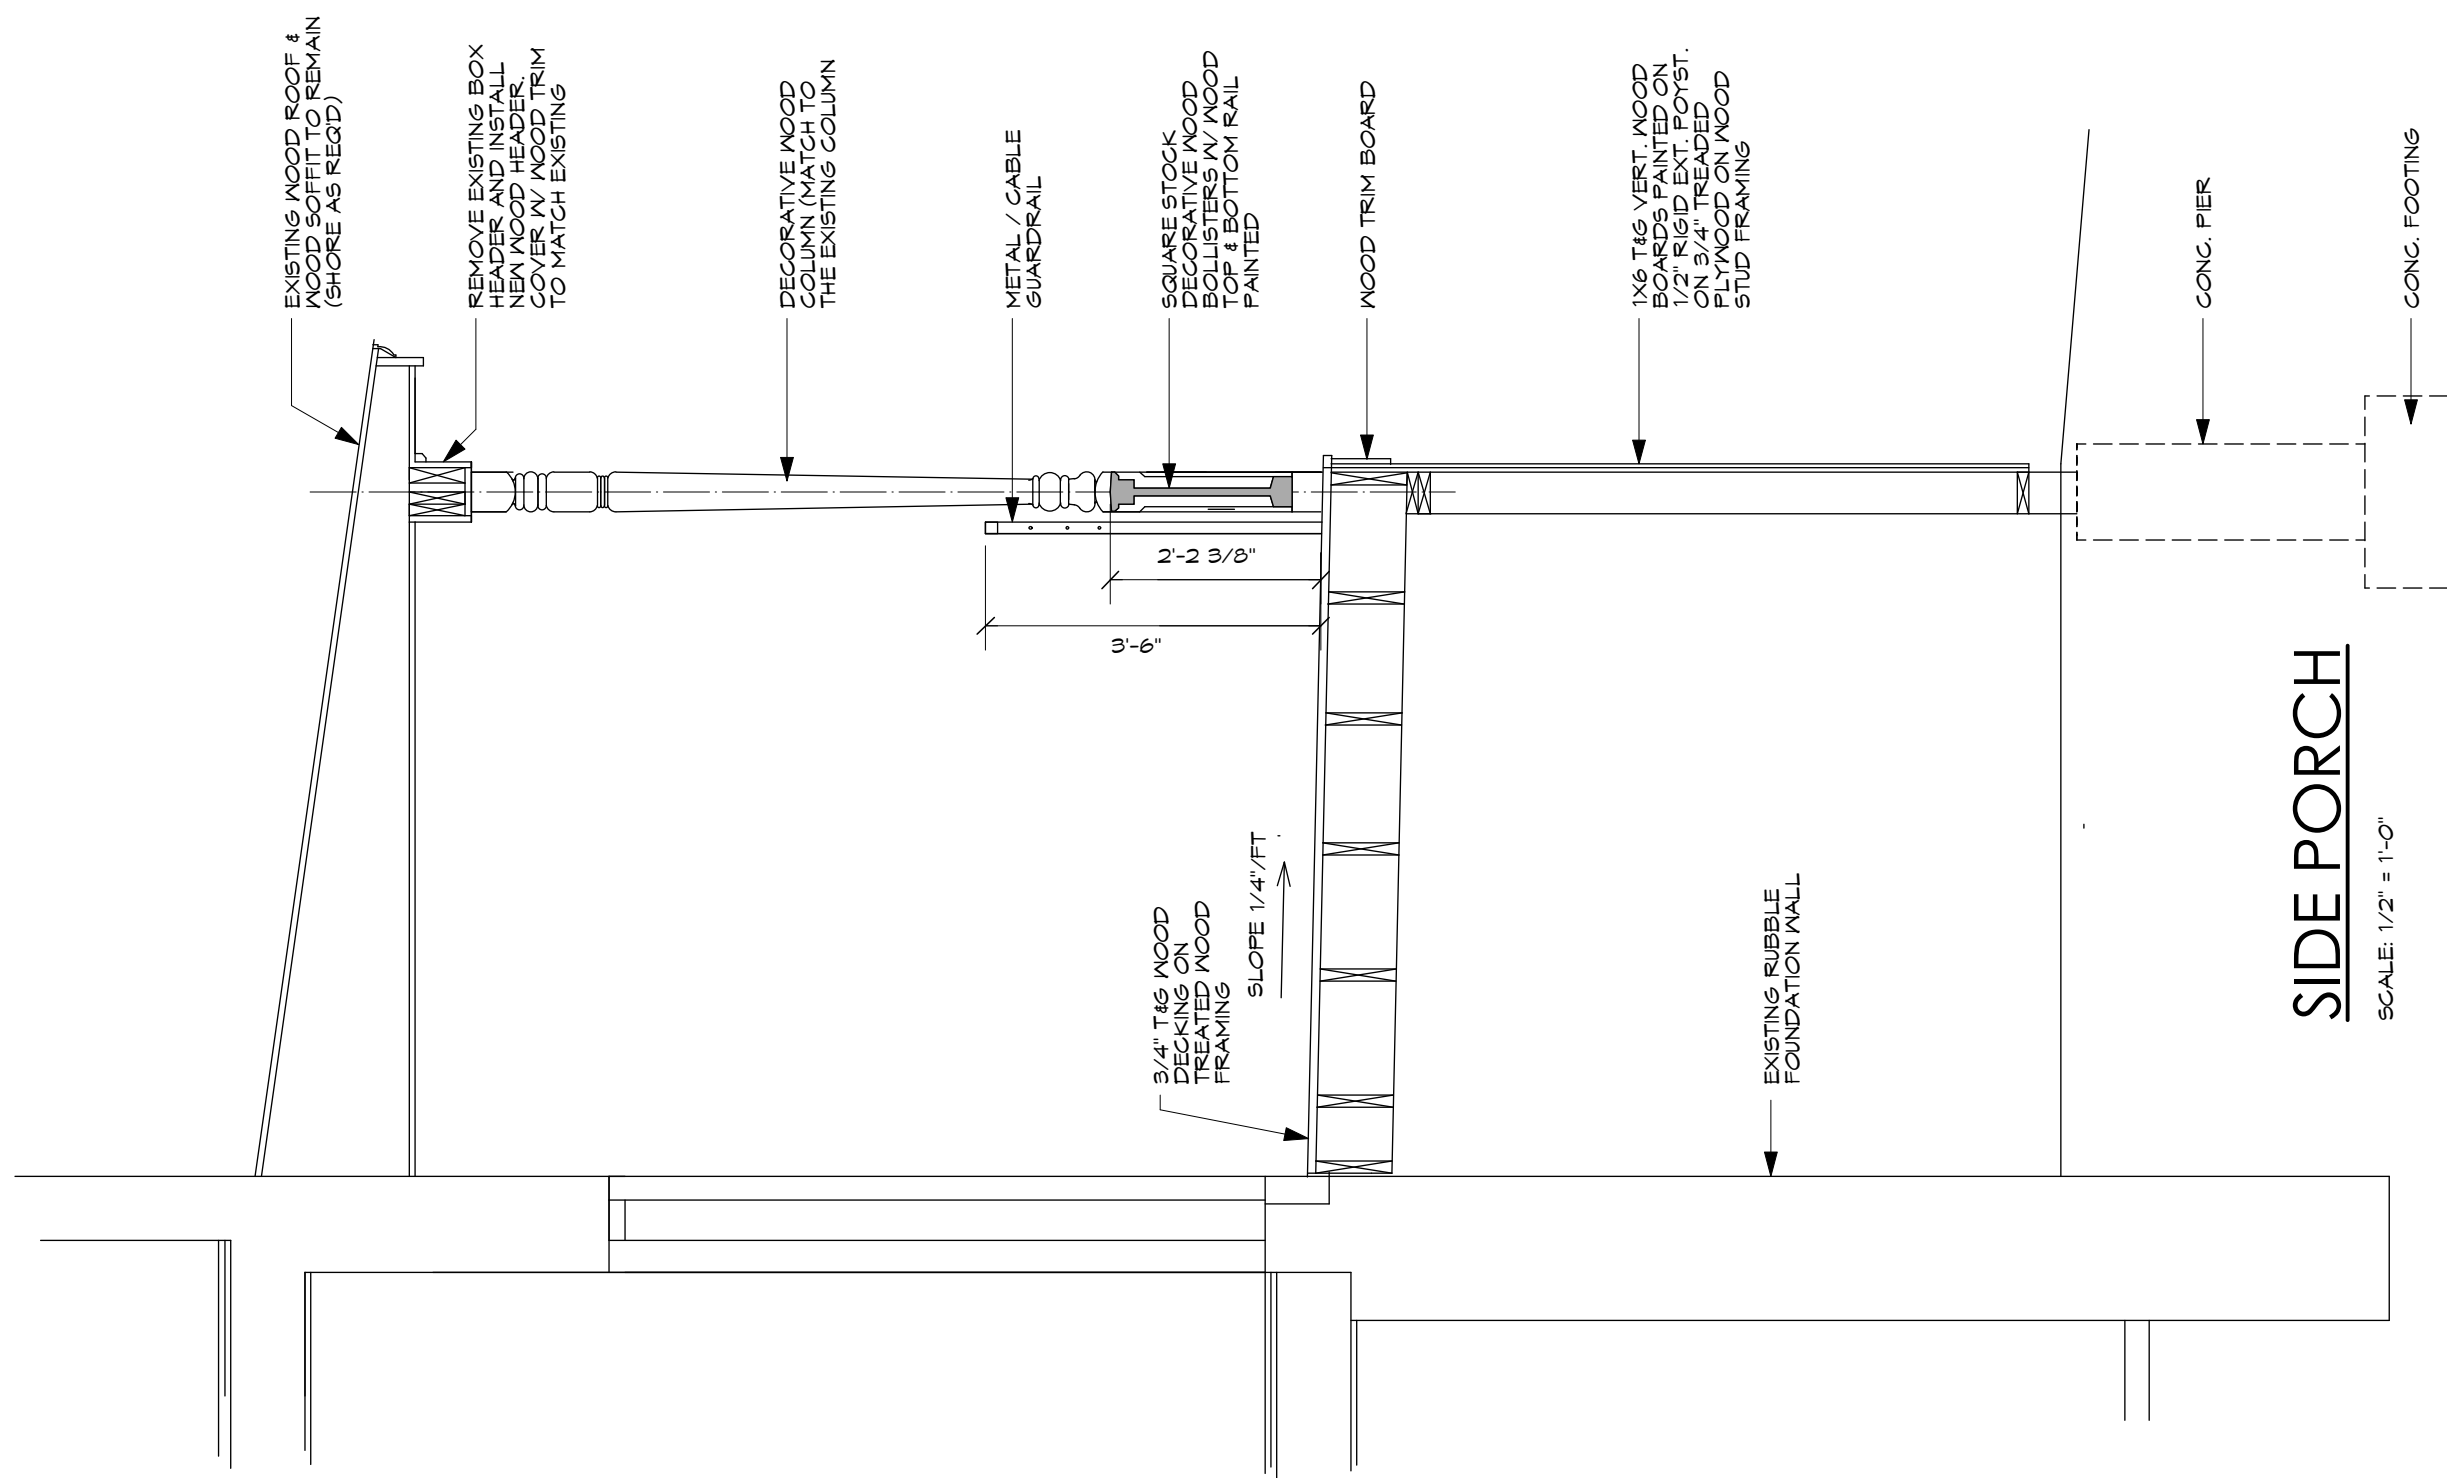 EXISTING WOOD ROOF &
WOOD SOFFIT TO REMAIN
(SHORE AS REQ'D)
REMOVE EXISTING BOX
HEADER AND INSTALL
NEW WOOD HEADER.
COVER W/ WOOD TRIM
TO MATCH EXISTING
DECORATIVE WOOD
COLUMN (MATCH TO
THE EXISTING COLUMN
METAL / CABLE
GUARDRAIL
SQUARE STOCK
DECORATIVE WOOD
BOLLISTERS W/ WOOD
TOP & BOTTOM RAIL
PAINTED
WOOD TRIM BOARD
1X6 T&G VERT. WOOD
BOARDS PAINTED ON
1/2" RIGID EXT. POYST.
ON 3/4" TREADED
PLYWOOD ON WOOD
STUD FRAMING
CONC. PIER
CONC. FOOTING
2'-2 3/8"
3'-6"
3/4" T&G WOOD
DECKING ON
TREATED WOOD
FRAMING
SLOPE 1/4"/FT
EXISTING RUBBLE
FOUNDATION WALL
SIDE PORCH
SCALE: 1/2" = 1'-0"